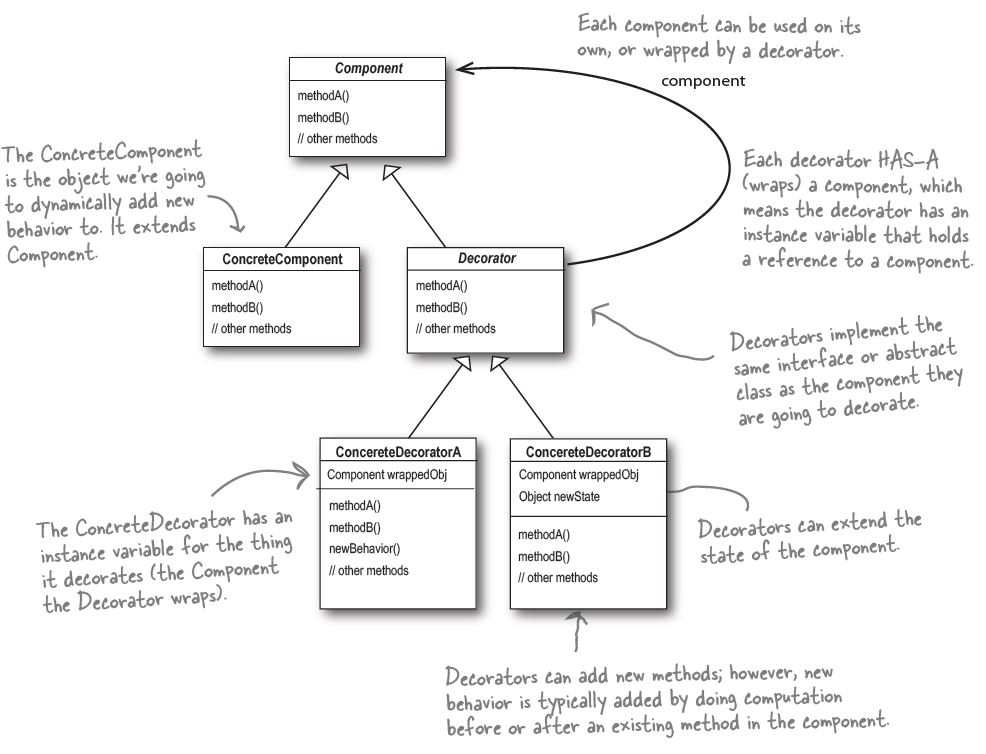 Each component can be used on its
own, or wrapped by a decorator.
component
Component
methodA()
methodB()
// other methods
The ConcreteComponent
is the object we're going
to dynamically add new
behavior to. It extends
Component.
Each decorator HAS-A
(wraps) a component, which
means the decorator has an
instance variable that holds
a reference to a component.
ConcreteComponent
methodA()
methodB()
// other methods
Decorator
methodA()
methodB()
// other methods
Decorators implement the
same interface or abstract
class as the component they
are going to decorate.
ConcereteDecoratorA
Component wrappedObj
methodA()
methodB()
newBehavior()
// other methods
ConcereteDecoratorB
Component wrappedObj
Object newState
methodA()
methodB()
// other methods
The ConcreteDecorator has an
instance variable for the thing
it decorates (the Component
the Decorator wraps).
Decorators can extend the
state of the component.
Decorators can add new methods; however, new
behavior is typically added by doing computation
before or after an existing method in the component.